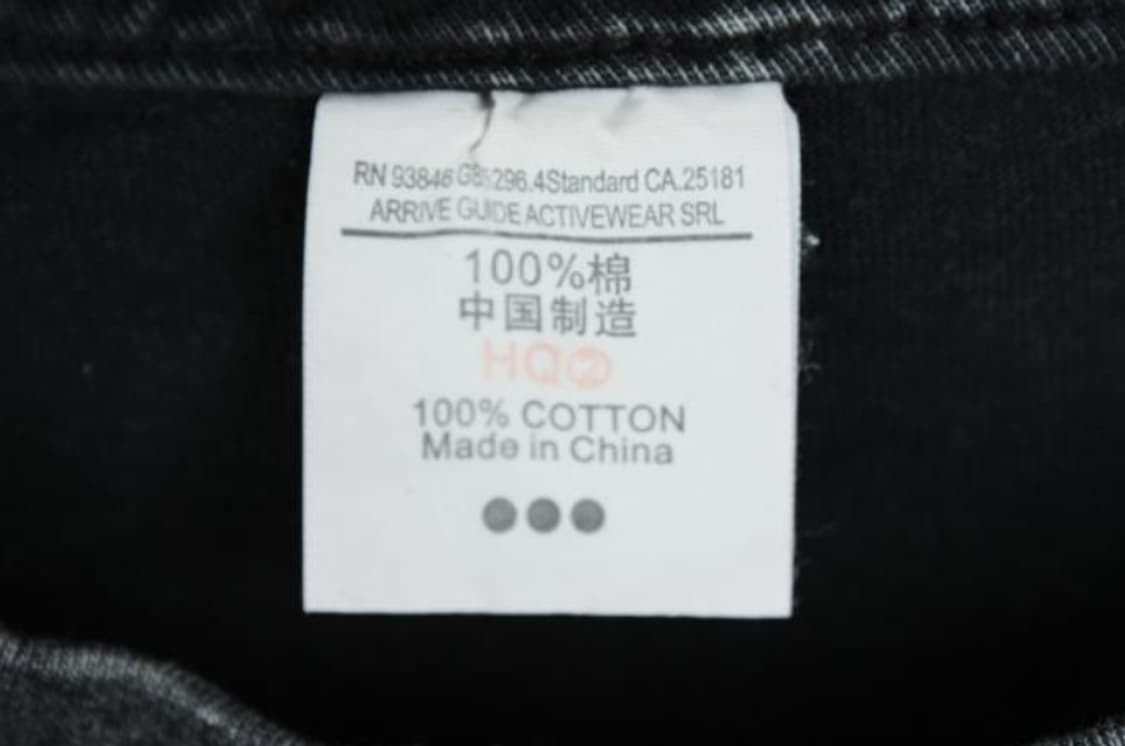 RN 93846 GB5296.4Standard CA.25181
ARRIVE GUIDE ACTIVEWEAR SRL
100%棉
中国制造
HQ②
100% COTTON
Made in China